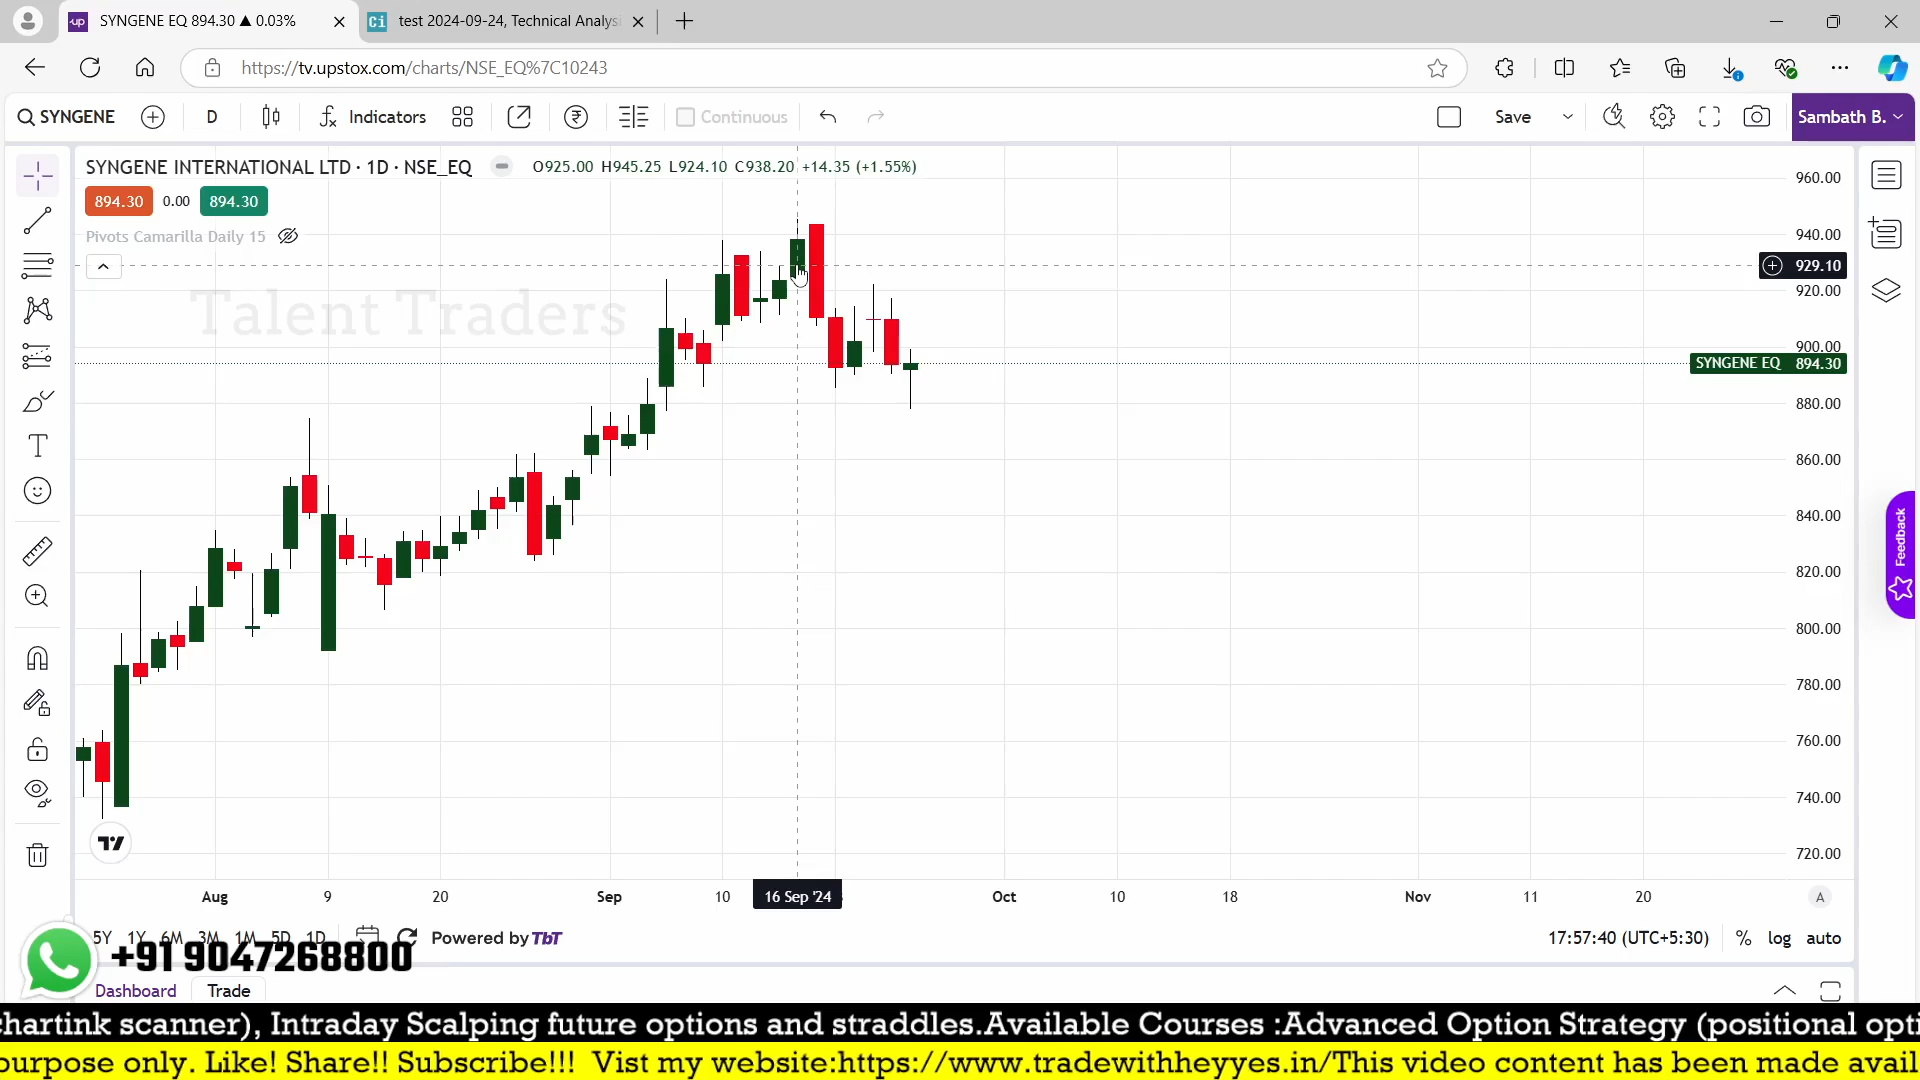 SYNGENE EQ 894.30 ▲ 0.03%
Ci
test 2024-09-24, Technical Analys
https://tv.upstox.com/charts/NSE_EQ%7C10243
SYNGENE
D
Indicators
Continuous
Save
Sambath B.
SYNGENE INTERNATIONAL LTD · 1D · NSE_EQ
O925.00 H945.25 L924.10 C938.20 +14.35 (+1.55%)
894.30 0.00 894.30
Pivots Camarilla Daily 15
Talent Traders
960.00
940.00
929.10
920.00
900.00
SYNGENE EQ 894.30
880.00
860.00
840.00
820.00
800.00
780.00
760.00
740.00
720.00
Feedback
Aug 9 20 Sep 10 16 Sep '24 Oct 10 18 Nov 11 20 A
5Y 1Y 6M 3M 1M 5D 1D
Powered by TbT
17:57:40 (UTC+5:30) % log auto
+91 9047268800
Dashboard Trade
chartink scanner), Intraday Scalping future options and straddles.Available Courses :Advanced Option Strategy (positional opti
purpose only. Like! Share!! Subscribe!!! Vist my website:https://www.tradewithheyyes.in/This video content has been made avail